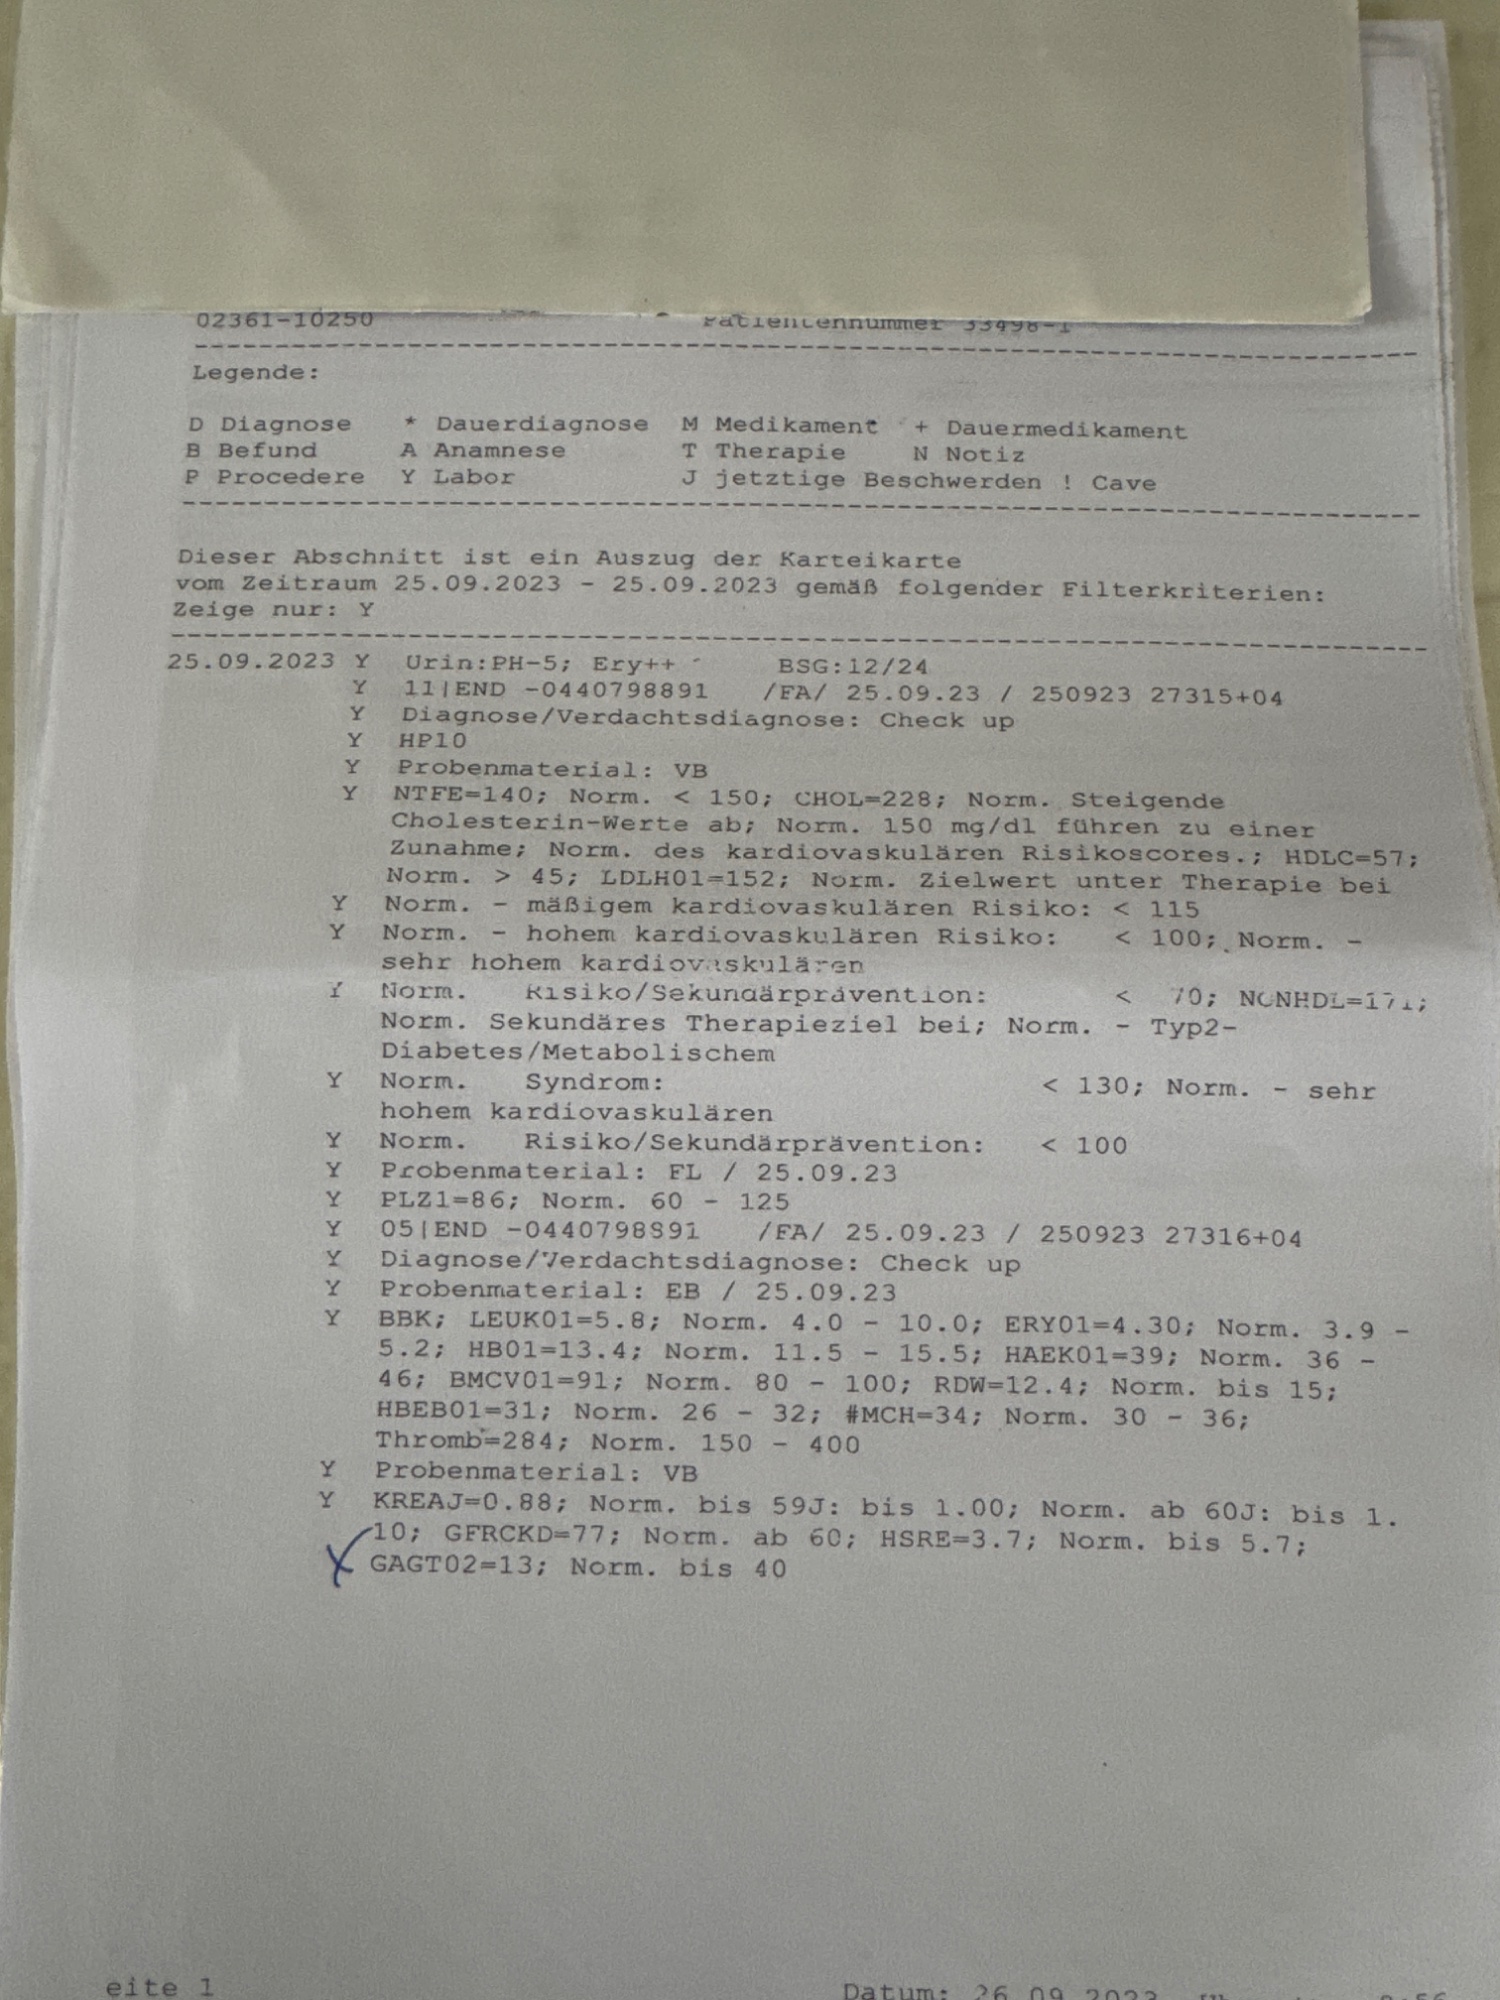 02361-10250 Patientennummer 33498-1
Legende:
D Diagnose * Dauerdiagnose M Medikament + Dauermedikament
B Befund A Anamnese T Therapie N Notiz
P Procedere Y Labor J jetztige Beschwerden ! Cave
Dieser Abschnitt ist ein Auszug der Karteikarte
vom Zeitraum 25.09.2023 - 25.09.2023 gemäß folgender Filterkriterien:
Zeige nur: Y
25.09.2023 Y Urin:PH-5; Ery++ BSG:12/24
Y 11|END -0440798891 /FA/ 25.09.23 / 250923 27315+04
Y Diagnose/Verdachtsdiagnose: Check up
Y HP10
Y Probenmaterial: VB
Y NTFE=140; Norm. < 150; CHOL=228; Norm. Steigende
Cholesterin-Werte ab; Norm. 150 mg/dl führen zu einer
Zunahme; Norm. des kardiovaskulären Risikoscores.; HDLC=57;
Norm. > 45; LDLH01=152; Norm. Zielwert unter Therapie bei
Y Norm. - mäßigem kardiovaskulären Risiko: < 115
Y Norm. - hohem kardiovaskulären Risiko: < 100; Norm. -
sehr hohem kardiovaskulären
Y Norm. Risiko/Sekundärprävention: < 70; NONHDL=171;
Norm. Sekundäres Therapieziel bei; Norm. - Typ2-
Diabetes/Metabolischem
Y Norm. Syndrom: < 130; Norm. - sehr
hohem kardiovaskulären
Y Norm. Risiko/Sekundärprävention: < 100
Y Probenmaterial: FL / 25.09.23
Y PLZ1=86; Norm. 60 - 125
Y 05|END -0440798891 /FA/ 25.09.23 / 250923 27316+04
Y Diagnose/Verdachtsdiagnose: Check up
Y Probenmaterial: EB / 25.09.23
Y BBK; LEUK01=5.8; Norm. 4.0 - 10.0; ERY01=4.30; Norm. 3.9 -
5.2; HB01=13.4; Norm. 11.5 - 15.5; HAEK01=39; Norm. 36 -
46; BMCV01=91; Norm. 80 - 100; RDW=12.4; Norm. bis 15;
HBEB01=31; Norm. 26 - 32; #MCH=34; Norm. 30 - 36;
Thromb=284; Norm. 150 - 400
Y Probenmaterial: VB
Y KREAJ=0.88; Norm. bis 59J: bis 1.00; Norm. ab 60J: bis 1.
10; GFRCKD=77; Norm. ab 60; HSRE=3.7; Norm. bis 5.7;
GAGT02=13; Norm. bis 40
eite 1 Datum: 26.09.2023